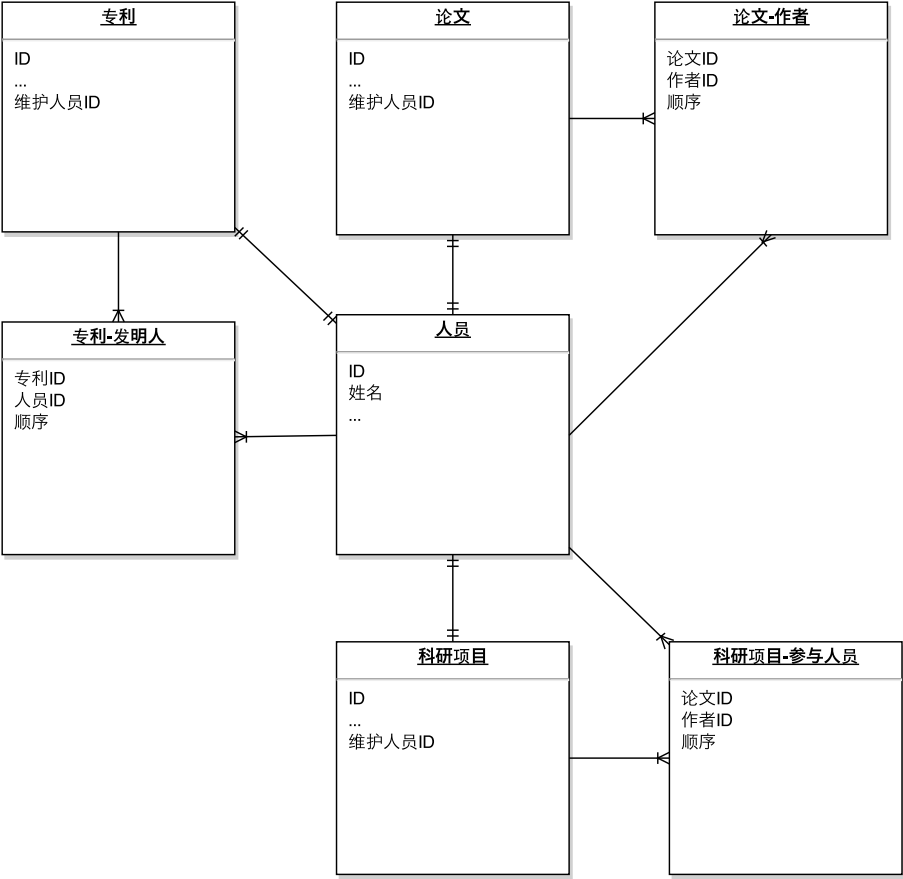 专利
ID
...
维护人员ID
论文
ID
...
维护人员ID
论文-作者
论文ID
作者ID
顺序
专利-发明人
专利ID
人员ID
顺序
人员
ID
姓名
...
科研项目
ID
...
维护人员ID
科研项目-参与人员
论文ID
作者ID
顺序